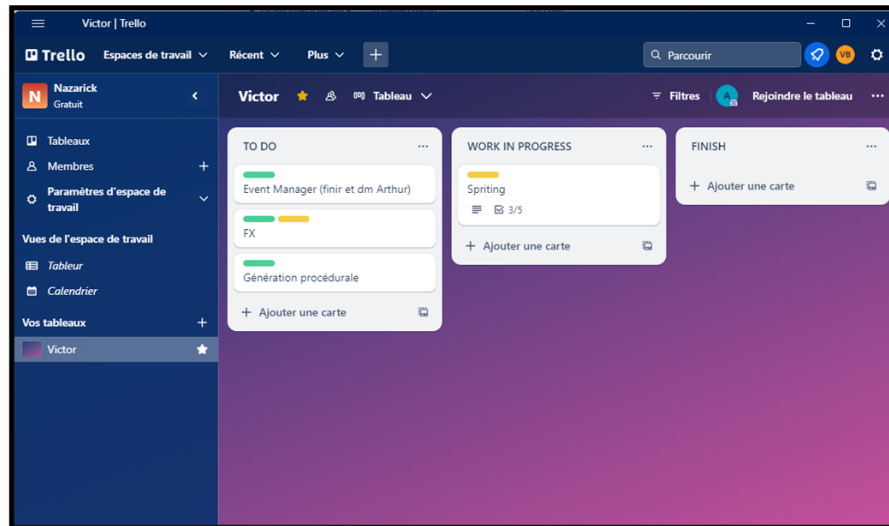 Victor | Trello
Trello Espaces de travail Récent Plus + Parcourir VB
N Nazarick
Gratuit
Tableaux
Membres +
Paramètres d'espace de
travail
Vues de l'espace de travail
Tableur
Calendrier
Vos tableaux +
Victor
Victor Tableau Filtres A Rejoindre le tableau ...
TO DO ...
Event Manager (finir et dm Arthur)
FX
Génération procédurale
+ Ajouter une carte
WORK IN PROGRESS ...
Spriting
3/5
+ Ajouter une carte
FINISH ...
+ Ajouter une carte